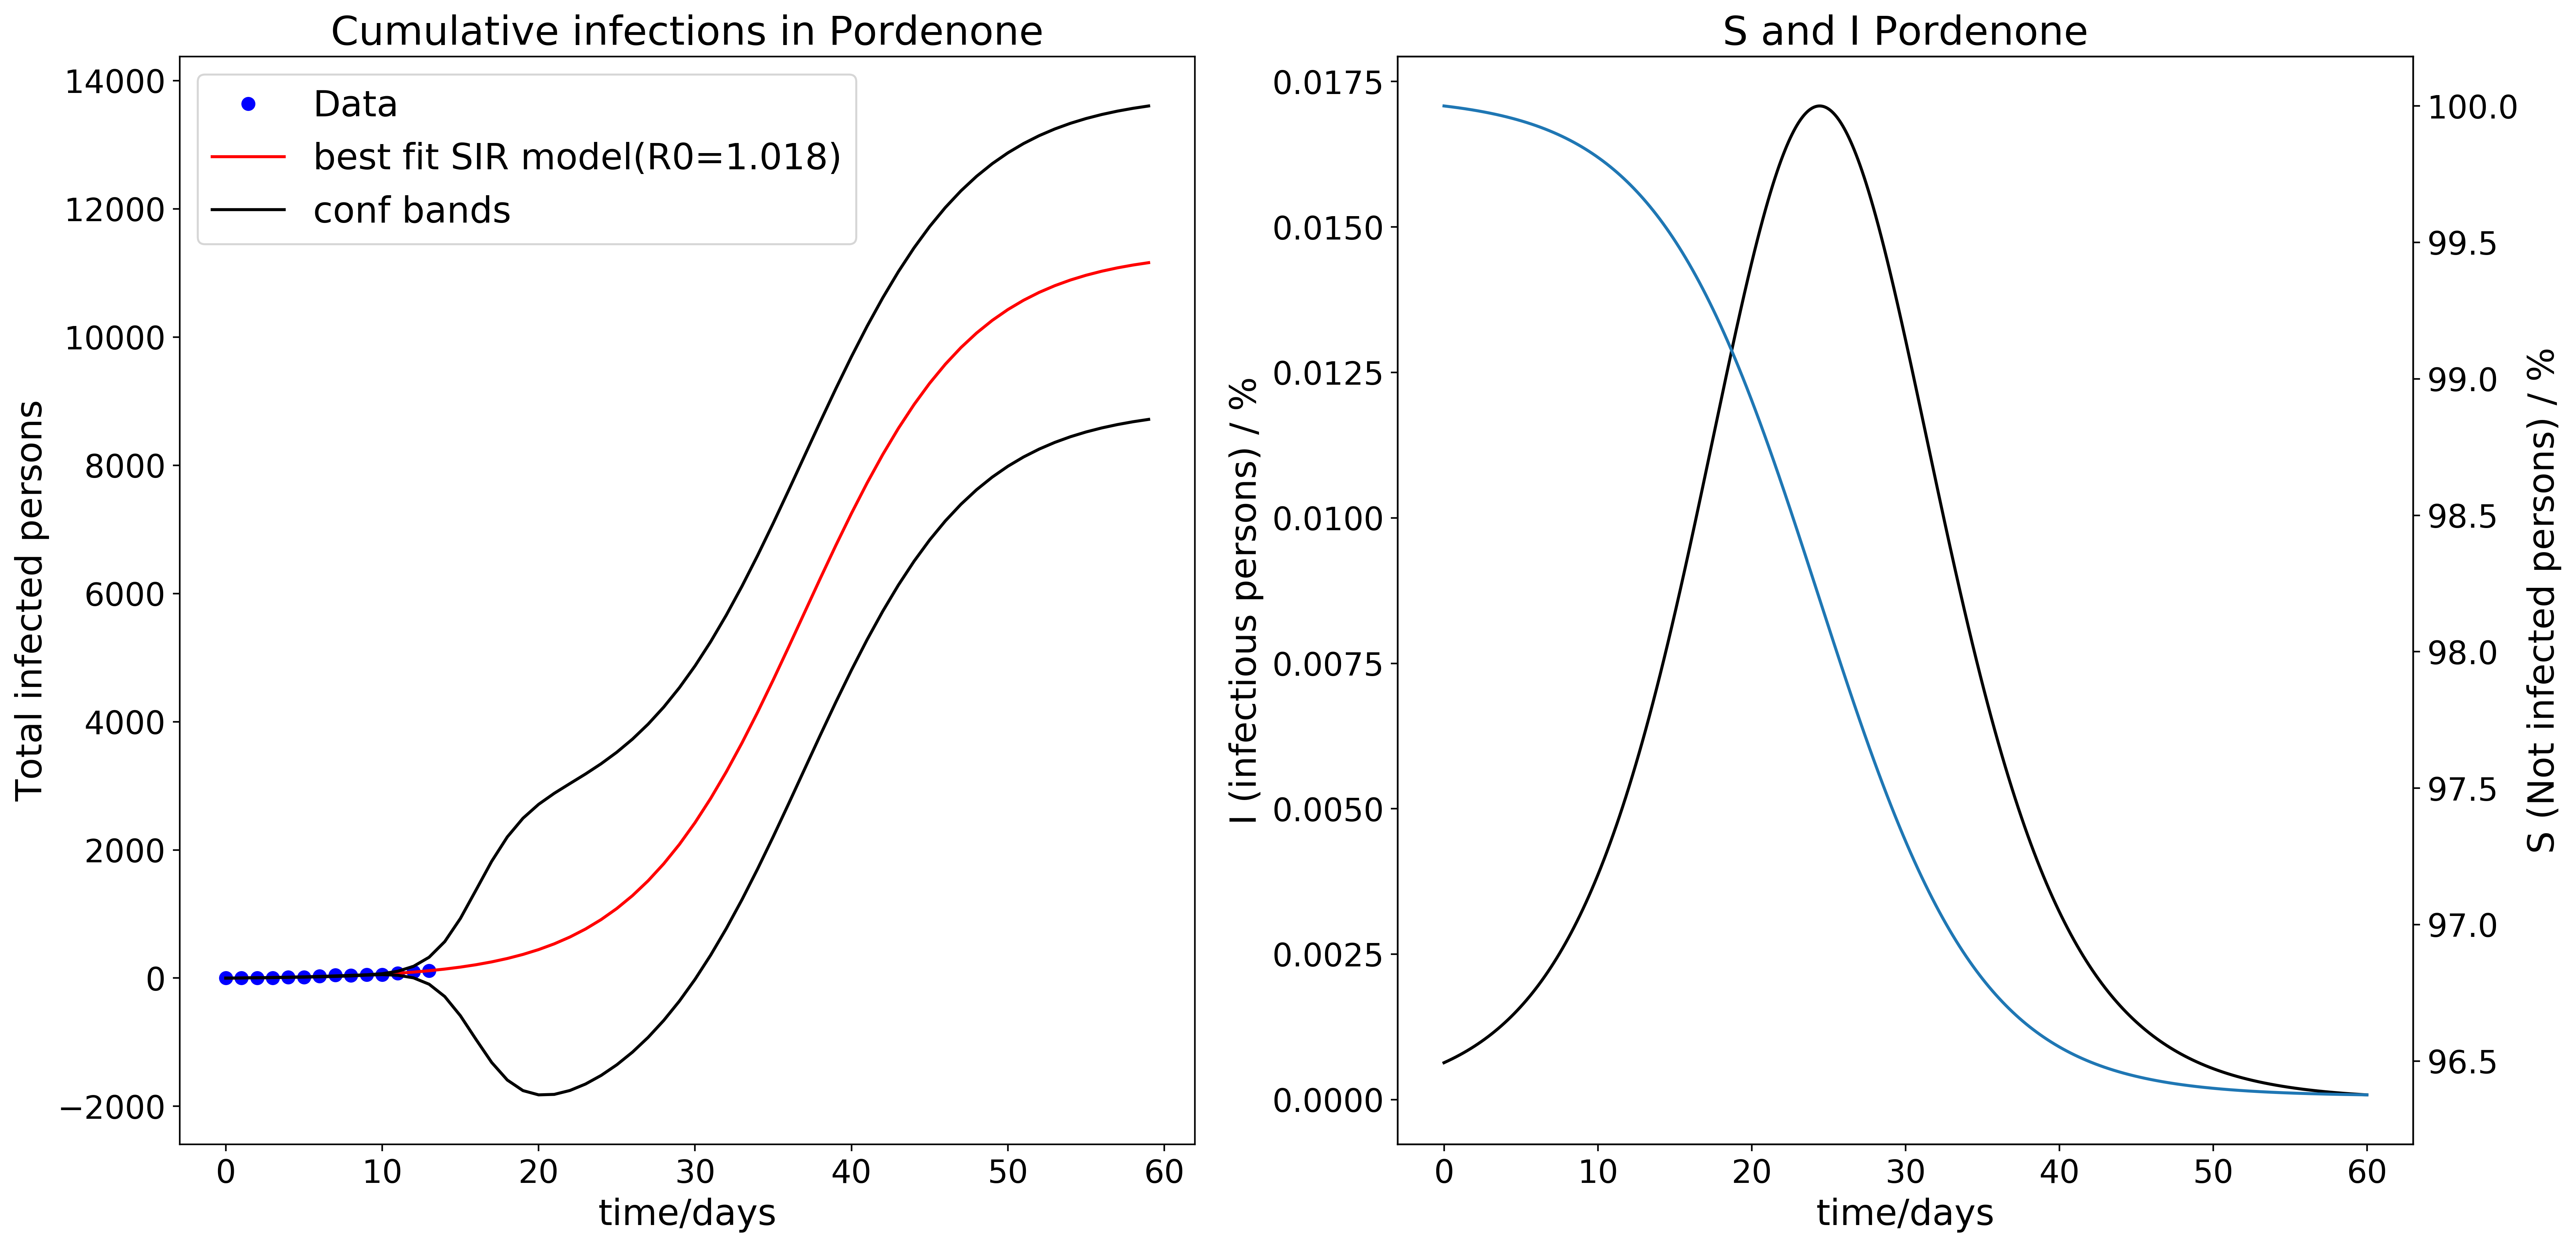 Cumulative infections in Pordenone
Data
best fit SIR model(R0=1.018)
conf bands
Total infected persons
14000
12000
10000
8000
6000
4000
2000
0
−2000
0 10 20 30 40 50 60
time/days
S and I Pordenone
I (infectious persons) / %
0.0175
0.0150
0.0125
0.0100
0.0075
0.0050
0.0025
0.0000
0 10 20 30 40 50 60
time/days
100.0
99.5
99.0
98.5
98.0
97.5
97.0
96.5
S (Not infected persons) / %